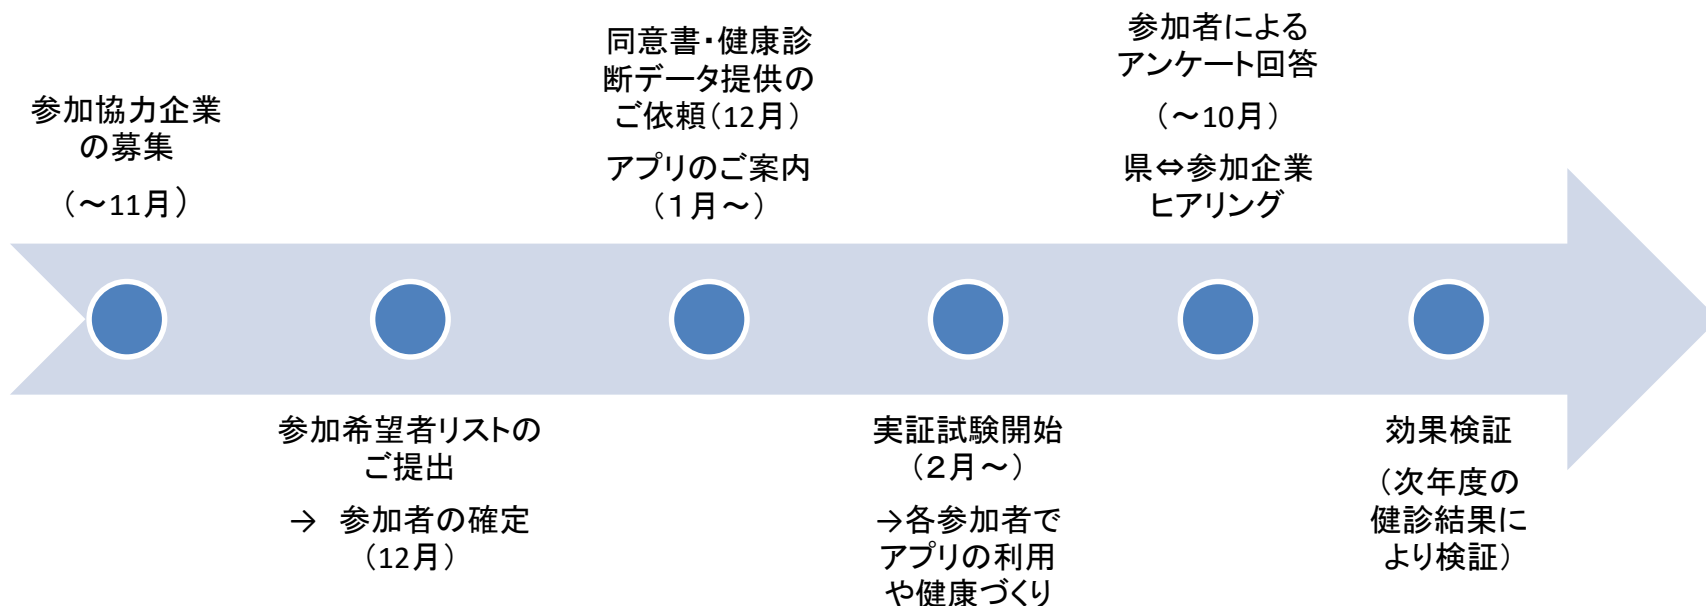 参加協力企業
の募集
（～11月）
参加希望者リストの
ご提出
→ 参加者の確定
（12月）
同意書・健康診
断データ提供の
ご依頼（12月）
アプリのご案内
（１月～）
実証試験開始
（２月～）
→各参加者で
アプリの利用
や健康づくり
参加者による
アンケート回答
（～10月）
県⇔参加企業
ヒアリング
効果検証
（次年度の
健診結果に
より検証）